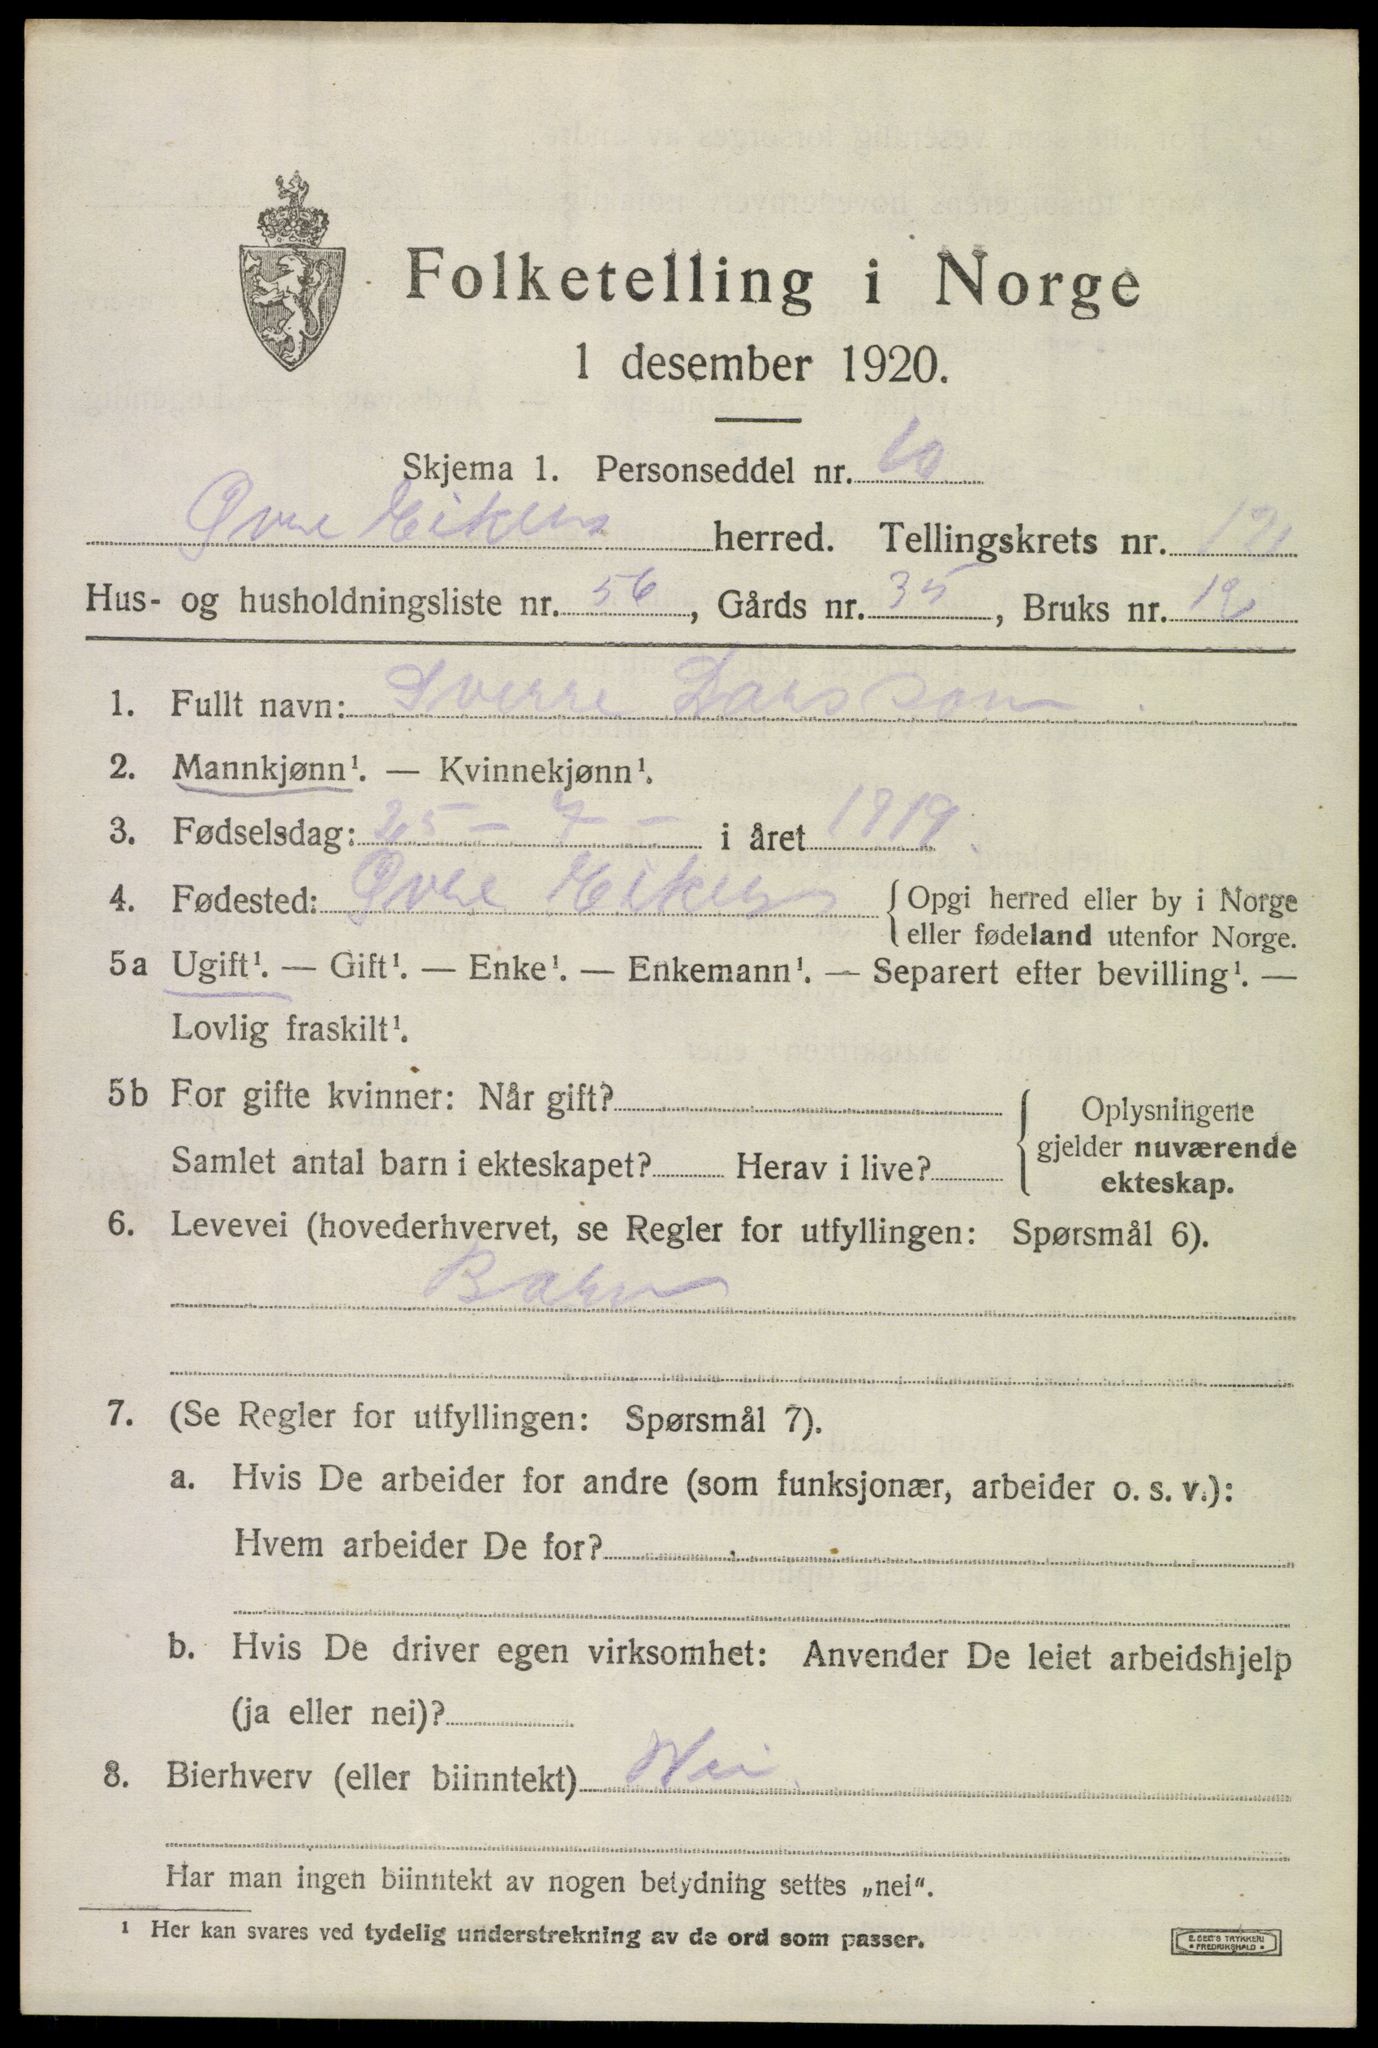 Folketelling i Norge
1 desember 1920.
Skjema 1. Personseddel nr. 10
Øvre Eiker herred. Tellingskrets nr. 12
Hus- og husholdningsliste nr. 56, Gårds nr. 35, Bruks nr. 12
1. Fullt navn: Sverre Larsson.
2. Mannkjønn¹. — Kvinnekjønn¹.
3. Fødselsdag: 25 – 7 – i året 1919.
4. Fødested: Øvre Eiker { Opgi herred eller by i Norge
eller fødeland utenfor Norge.
5a Ugift¹. — Gift¹. — Enke¹. — Enkemann¹. — Separert efter bevilling¹. —
Lovlig fraskilt¹.
5b For gifte kvinner: Når gift? { Oplysningene
gjelder nuværende
Samlet antal barn i ekteskapet? Herav i live?
ekteskap.
6. Levevei (hovederhvervet, se Regler for utfyllingen: Spørsmål 6).
Barn
7. (Se Regler for utfyllingen: Spørsmål 7).
a. Hvis De arbeider for andre (som funksjonær, arbeider o. s. v.):
Hvem arbeider De for?
b. Hvis De driver egen virksomhet: Anvender De leiet arbeidshjelp
(ja eller nei)?
8. Bierhverv (eller biinntekt) Nei.
Har man ingen biinntekt av nogen betydning settes „nei“.
¹ Her kan svares ved tydelig understrekning av de ord som passer.
E. SEM'S TRYKKERI
• FREDRIKSHALD •